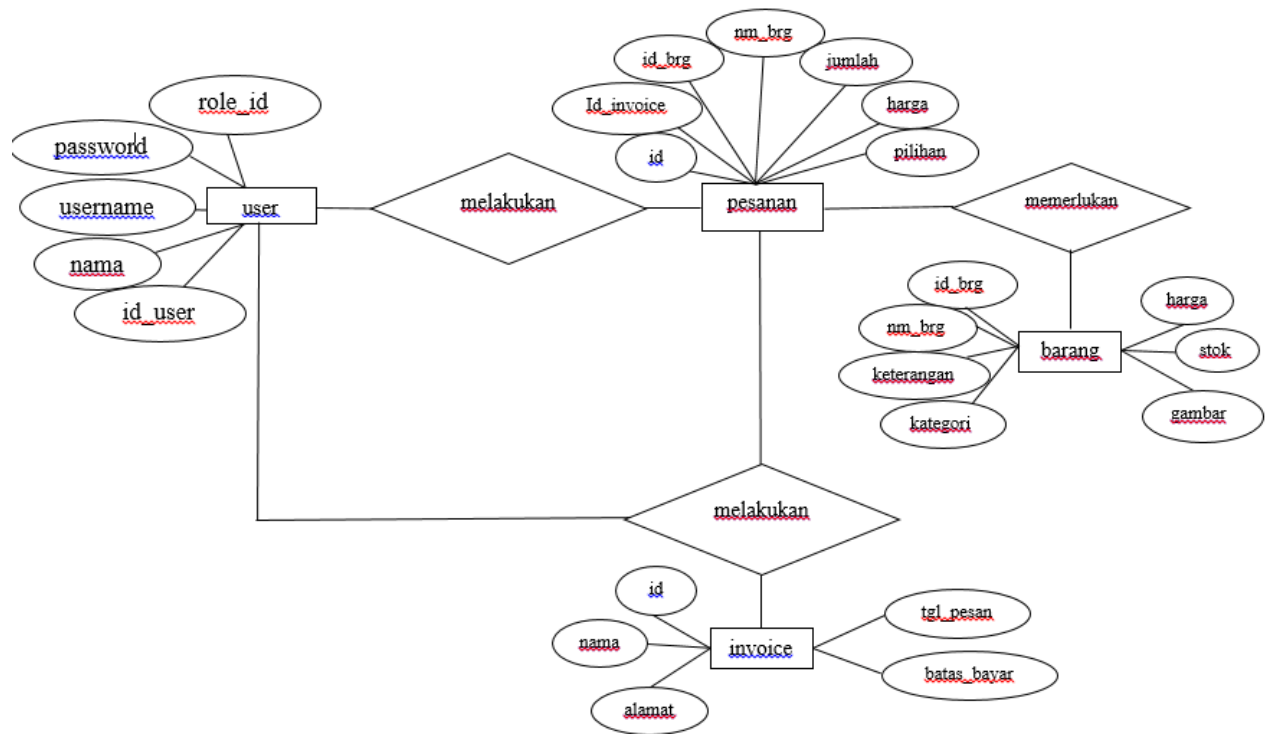 nm_brg
id_brg
jumlah
role_id
Id_invoice
harga
password
id
pilihan
username
user
melakukan
pesanan
memerlukan
nama
id_user
id_brg
harga
nm_brg
barang
stok
keterangan
kategori
gambar
melakukan
id
tgl_pesan
nama
invoice
batas_bayar
alamat